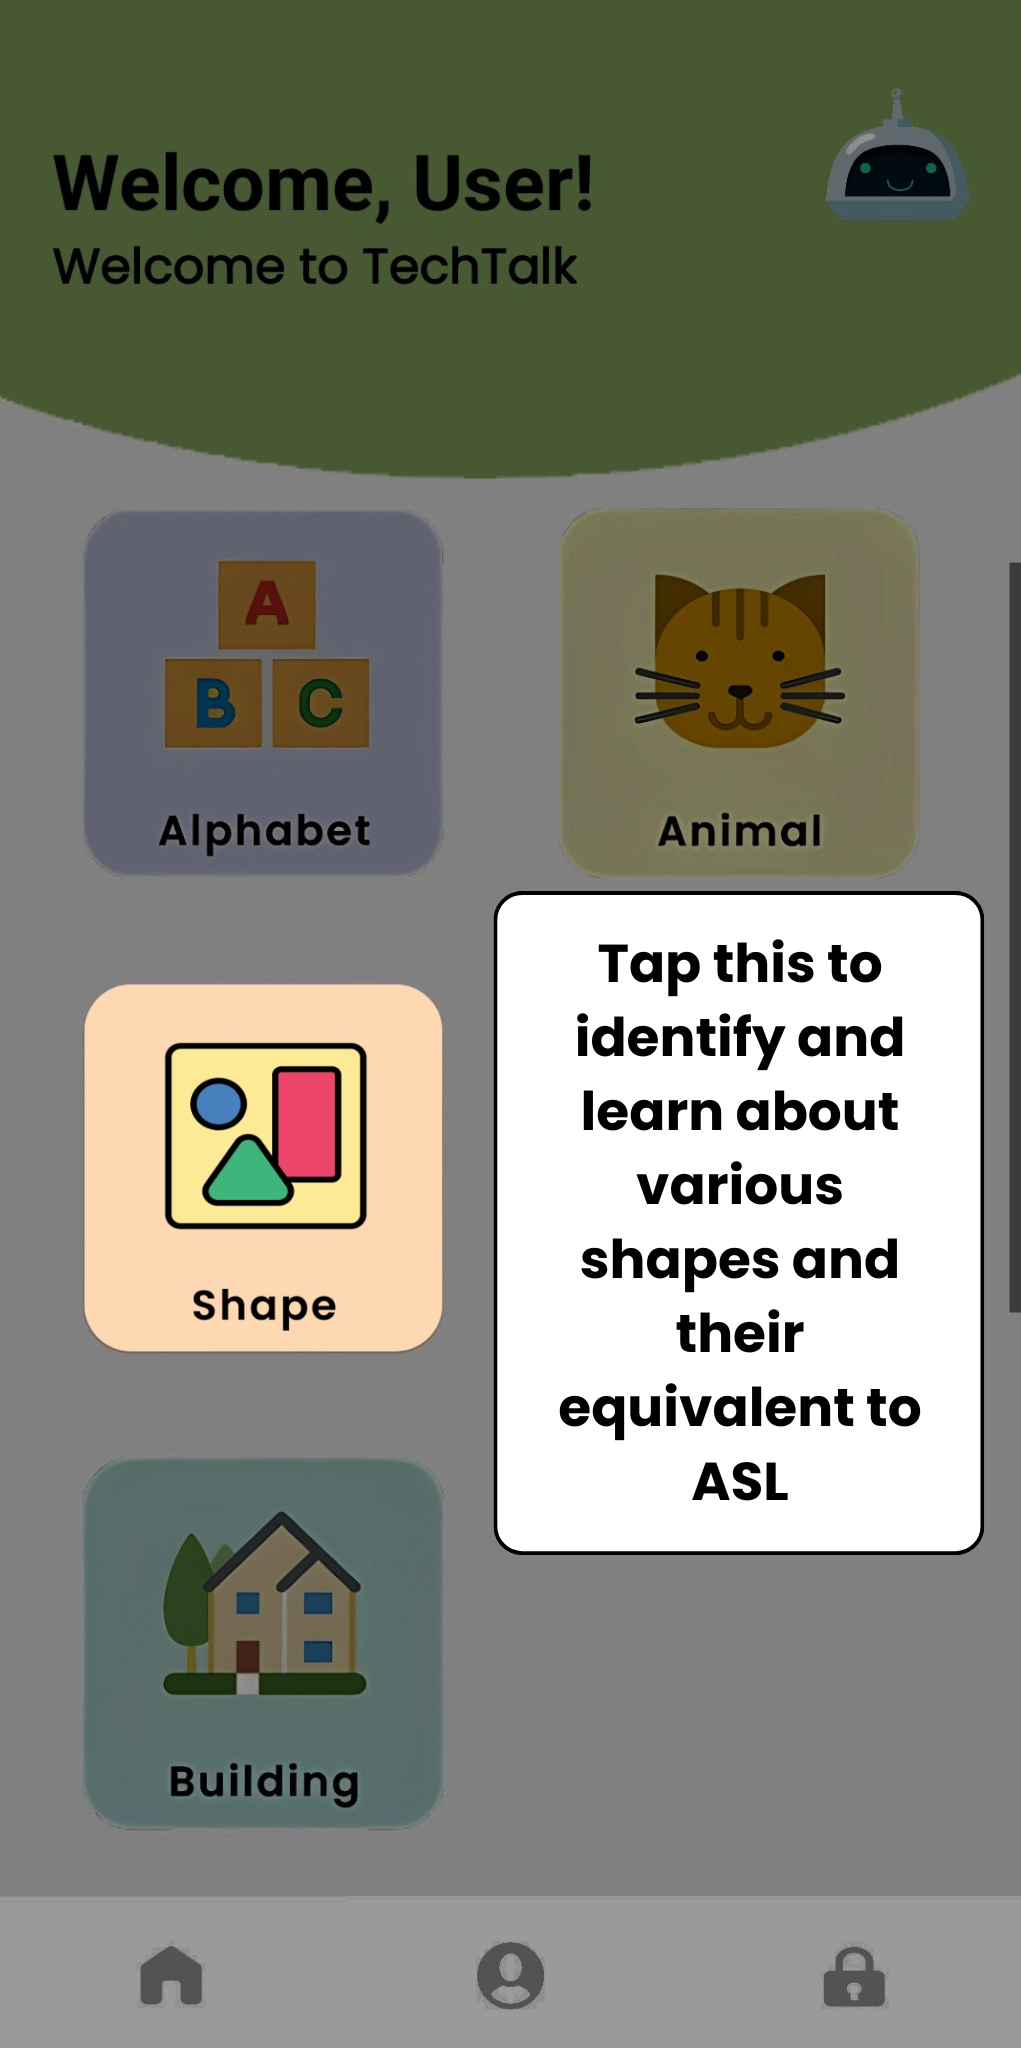 Welcome, User!
Welcome to TechTalk
A
B C
Alphabet
Animal
Tap this to
identify and
learn about
various
shapes and
their
equivalent to
ASL
Shape
Building